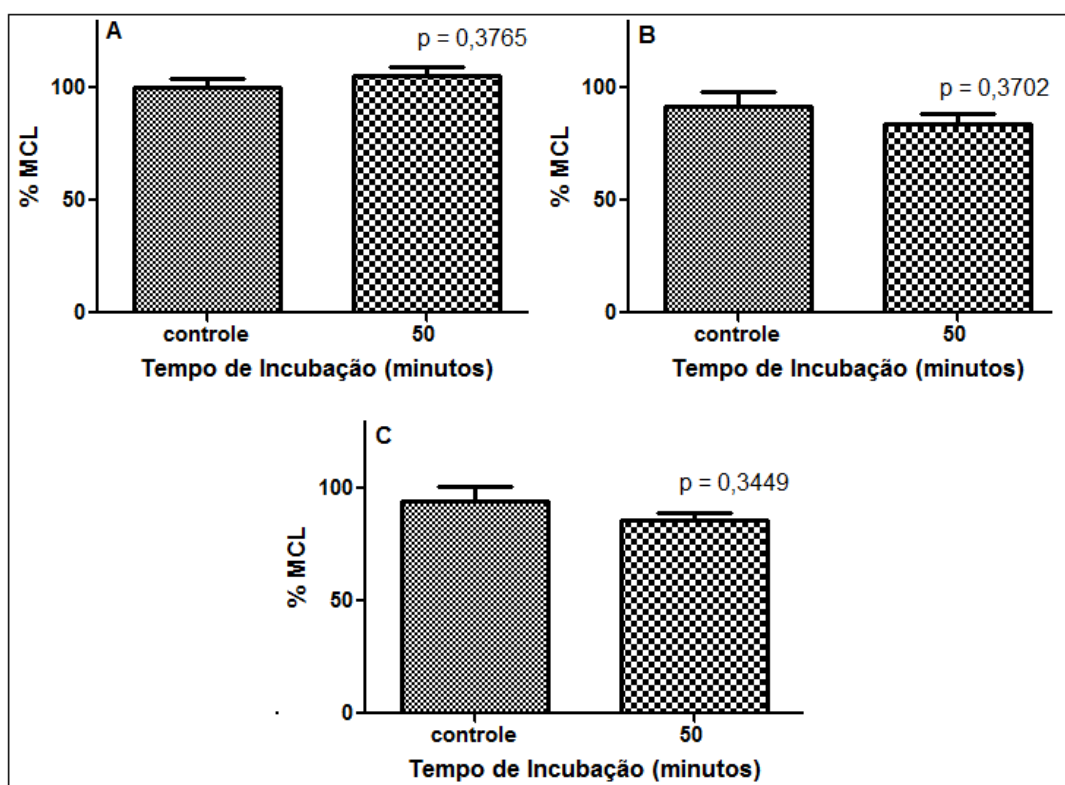 A
p = 0,3765
% MCL
100
50
0
controle
50
Tempo de Incubação (minutos)
B
p = 0,3702
% MCL
100
50
0
controle
50
Tempo de Incubação (minutos)
C
p = 0,3449
% MCL
100
50
0
controle
50
Tempo de Incubação (minutos)